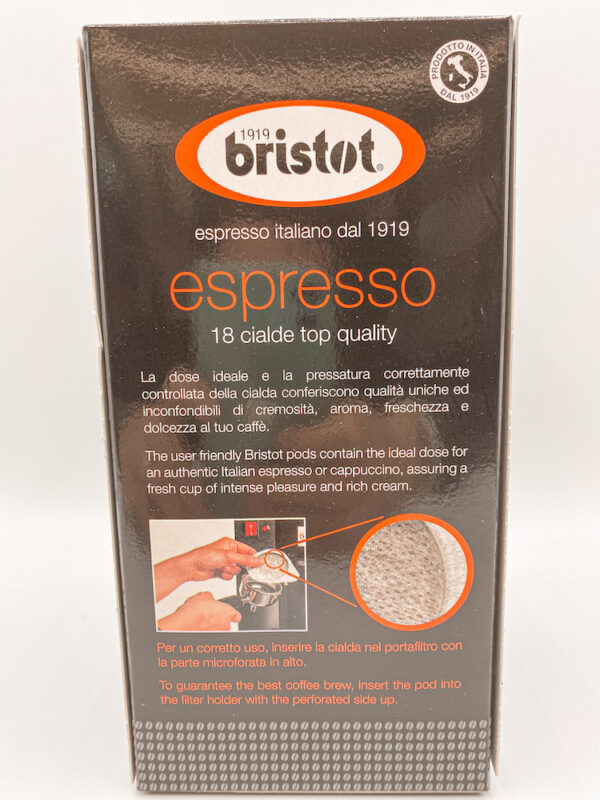 PRODOTTO IN ITALIA
DAL 1919
1919
bristot®
espresso italiano dal 1919
espresso
18 cialde top quality
La dose ideale e la pressatura correttamente
controllata della cialda conferiscono qualità uniche ed
inconfondibili di cremosità, aroma, freschezza e
dolcezza al tuo caffè.
The user friendly Bristot pods contain the ideal dose for
an authentic Italian espresso or cappuccino, assuring a
fresh cup of intense pleasure and rich cream.
Per un corretto uso, inserire la cialda nel portafiltro con
la parte microforata in alto.
To guarantee the best coffee brew, insert the pod into
the filter holder with the perforated side up.